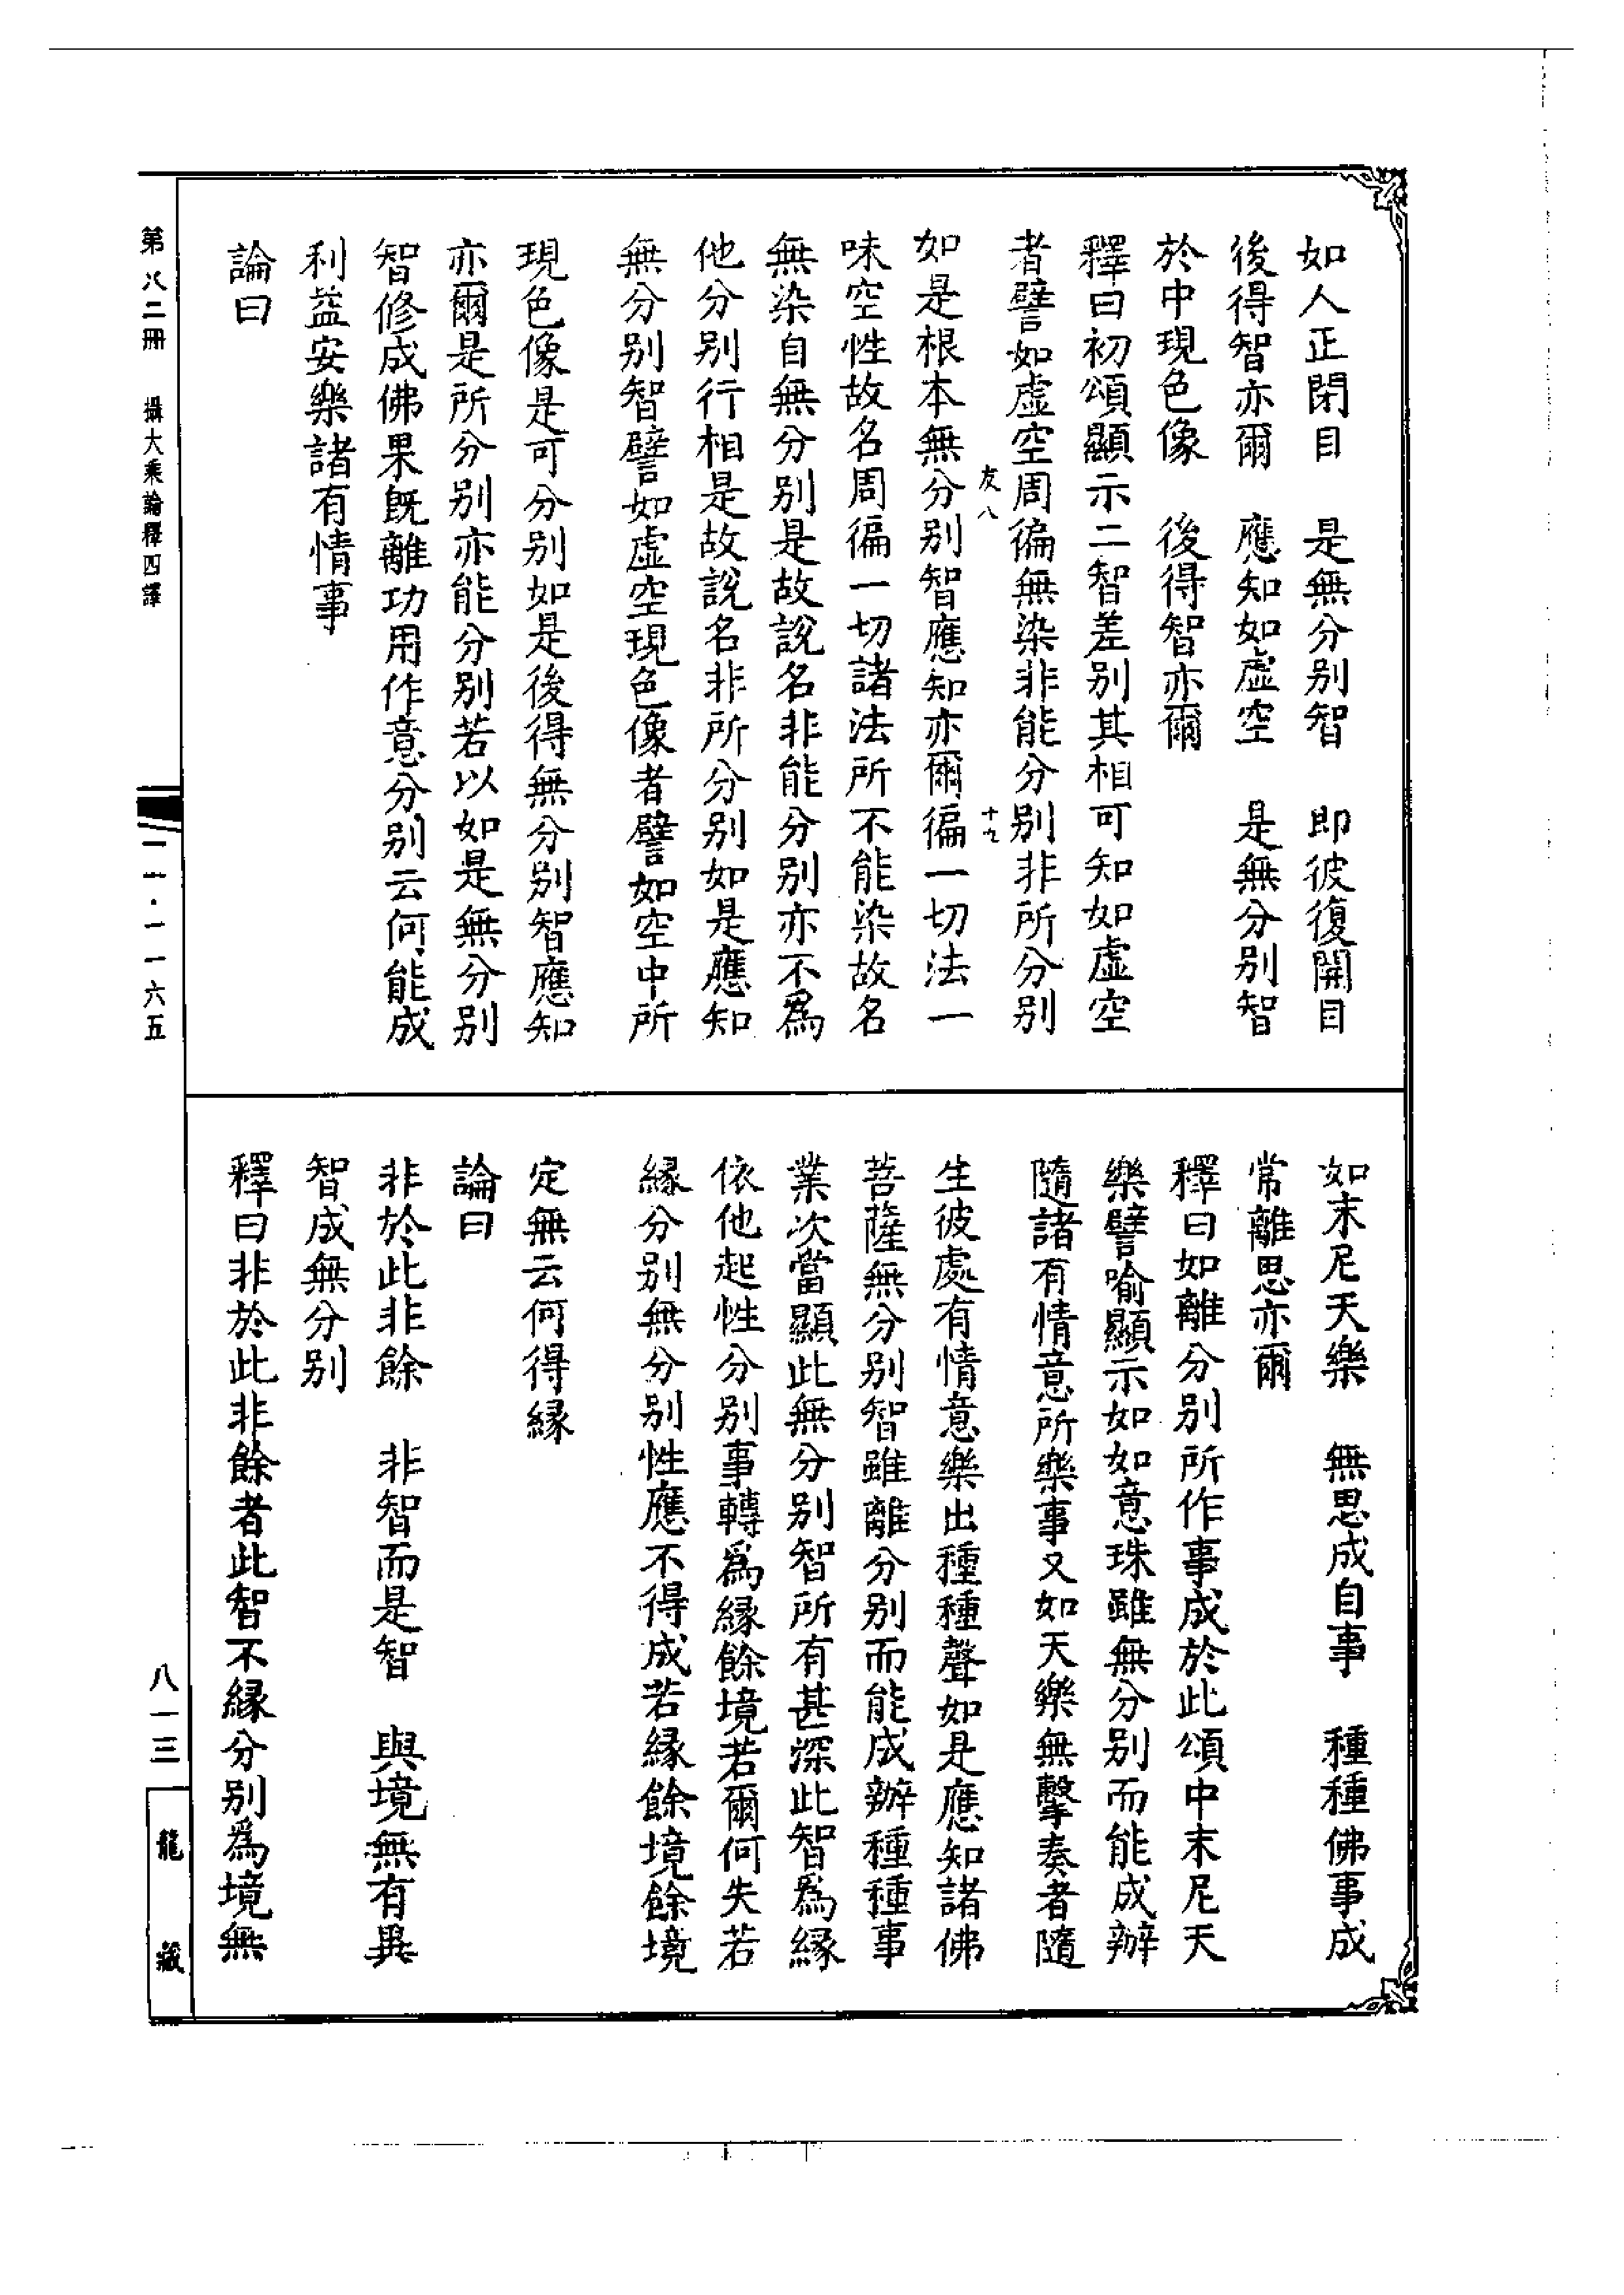 如人正閉目　是無分別智　即彼復開目
後得智亦爾　應知如虛空　是無分別智
於中現色像　後得智亦爾
釋曰初頌顯示二智差別其相可知如虛空
者譬如虛空周徧無染非能分別非所分別
如是根本無分別智應知亦爾徧一切法一
味空性故名周徧一切諸法所不能染故名
無染自無分別是故說名非能分別亦不爲
他分別行相是故說名非所分別如是應知
無分別智譬如虛空現色像者譬如空中所
現色像是可分別如是後得無分別智應知
亦爾是所分別亦能分別若以如是無分別
智修成佛果旣離功用作意分別云何能成
利益安樂諸有情事
論曰
如末尼天樂　無思成自事　種種佛事成
常離思亦爾
釋曰如離分別所作事成於此頌中末尼天
樂譬喻顯示如如意珠雖無分別而能成辦
隨諸有情意所樂事又如天樂無擊奏者隨
生彼處有情意樂出種種聲如是應知諸佛
菩薩無分別智雖離分別而能成辦種種事
業次當顯此無分別智所有甚深此智爲緣
依他起性分別事轉爲緣餘境若爾何失若
緣分別無分別性應不得成若緣餘境餘境
定無云何得緣
論曰
非於此非餘　非智而是智　與境無有異
智成無分別
釋曰非於此非餘者此智不緣分別爲境無
友八
十九
第八二冊　攝大乘論釋四譯
一一一·一一六五
八一三
龍藏